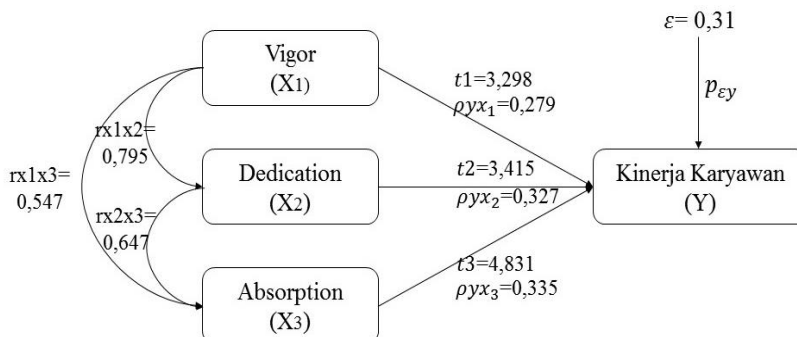 Vigor
(X1)
ε= 0,31
t1=3,298
ρyx₁=0,279
pεy
rx1x2=
0,795
rx1x3=
0,547
Dedication
(X2)
t2=3,415
ρyx₂=0,327
Kinerja Karyawan
(Y)
rx2x3=
0,647
t3=4,831
ρyx₃=0,335
Absorption
(X3)